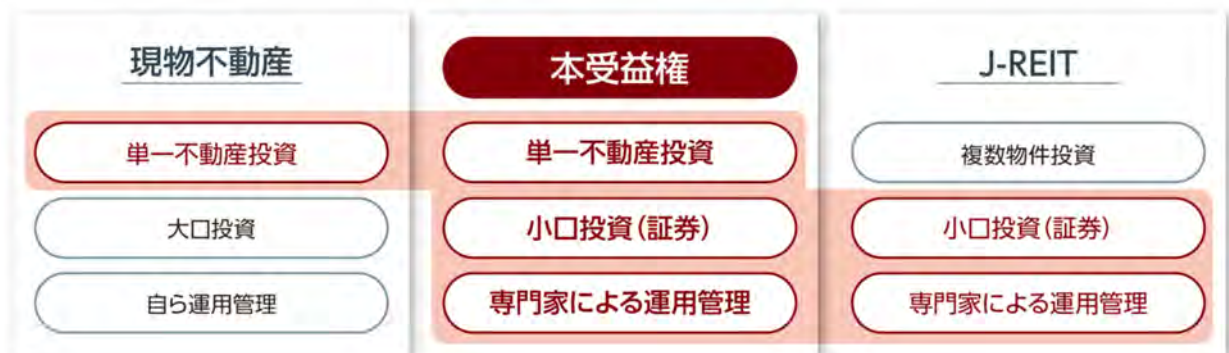 現物不動産
単一不動産投資
大口投資
自ら運用管理
本受益権
単一不動産投資
小口投資（証券）
専門家による運用管理
J-REIT
複数物件投資
小口投資（証券）
専門家による運用管理